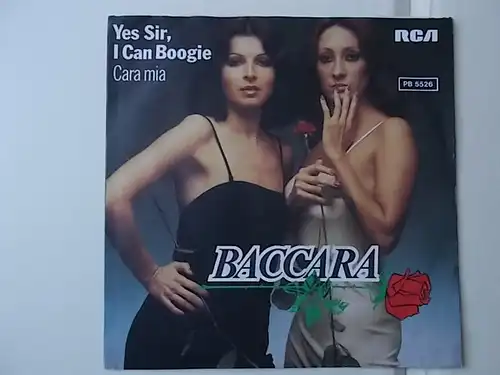 Yes Sir,
I Can Boogie
Cara mia
RCA
PB 5526
BACCARA